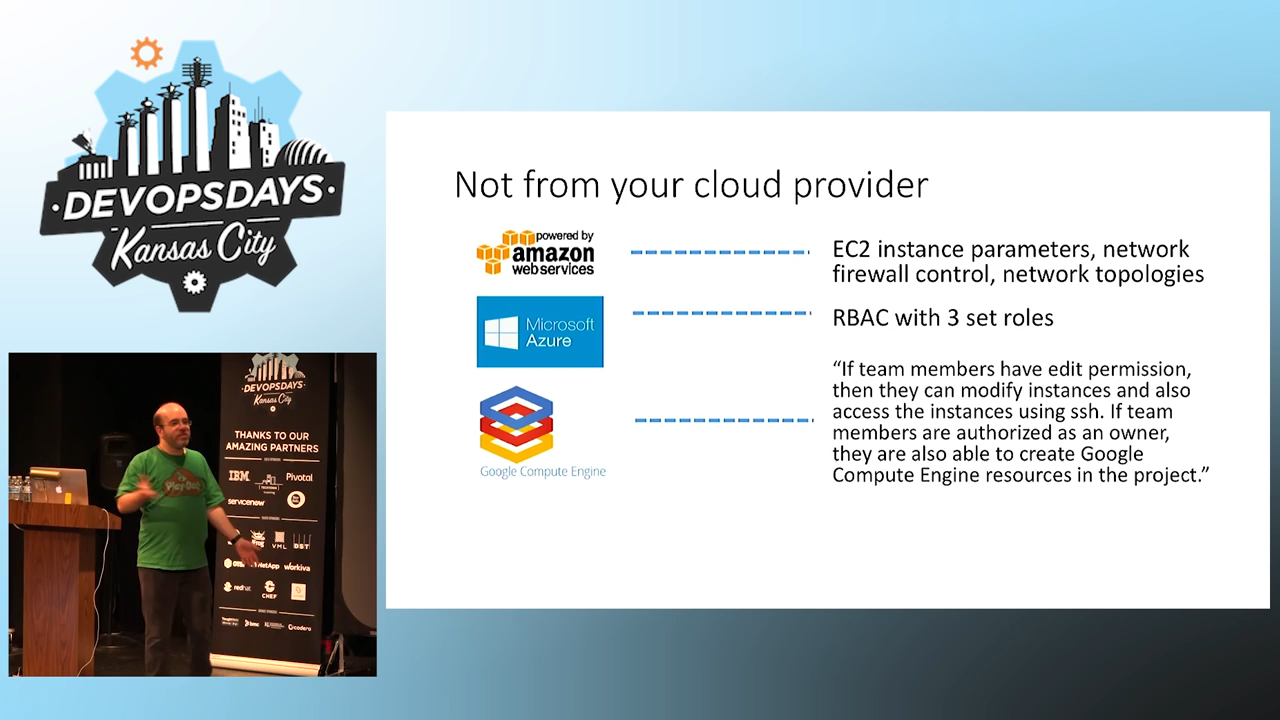 DEVOPSDAYS
Kansas City
Not from your cloud provider
powered by
amazon
web services
EC2 instance parameters, network
firewall control, network topologies
Microsoft
Azure
RBAC with 3 set roles
“If team members have edit permission,
then they can modify instances and also
access the instances using ssh. If team
members are authorized as an owner,
they are also able to create Google
Compute Engine resources in the project.”
Google Compute Engine
DEVOPSDAYS
Kansas City
THANKS TO OUR
AMAZING PARTNERS
IBM
Pivotal
servicenow
VML
DST
NetApp
workiva
redhat
CHEF
bmc